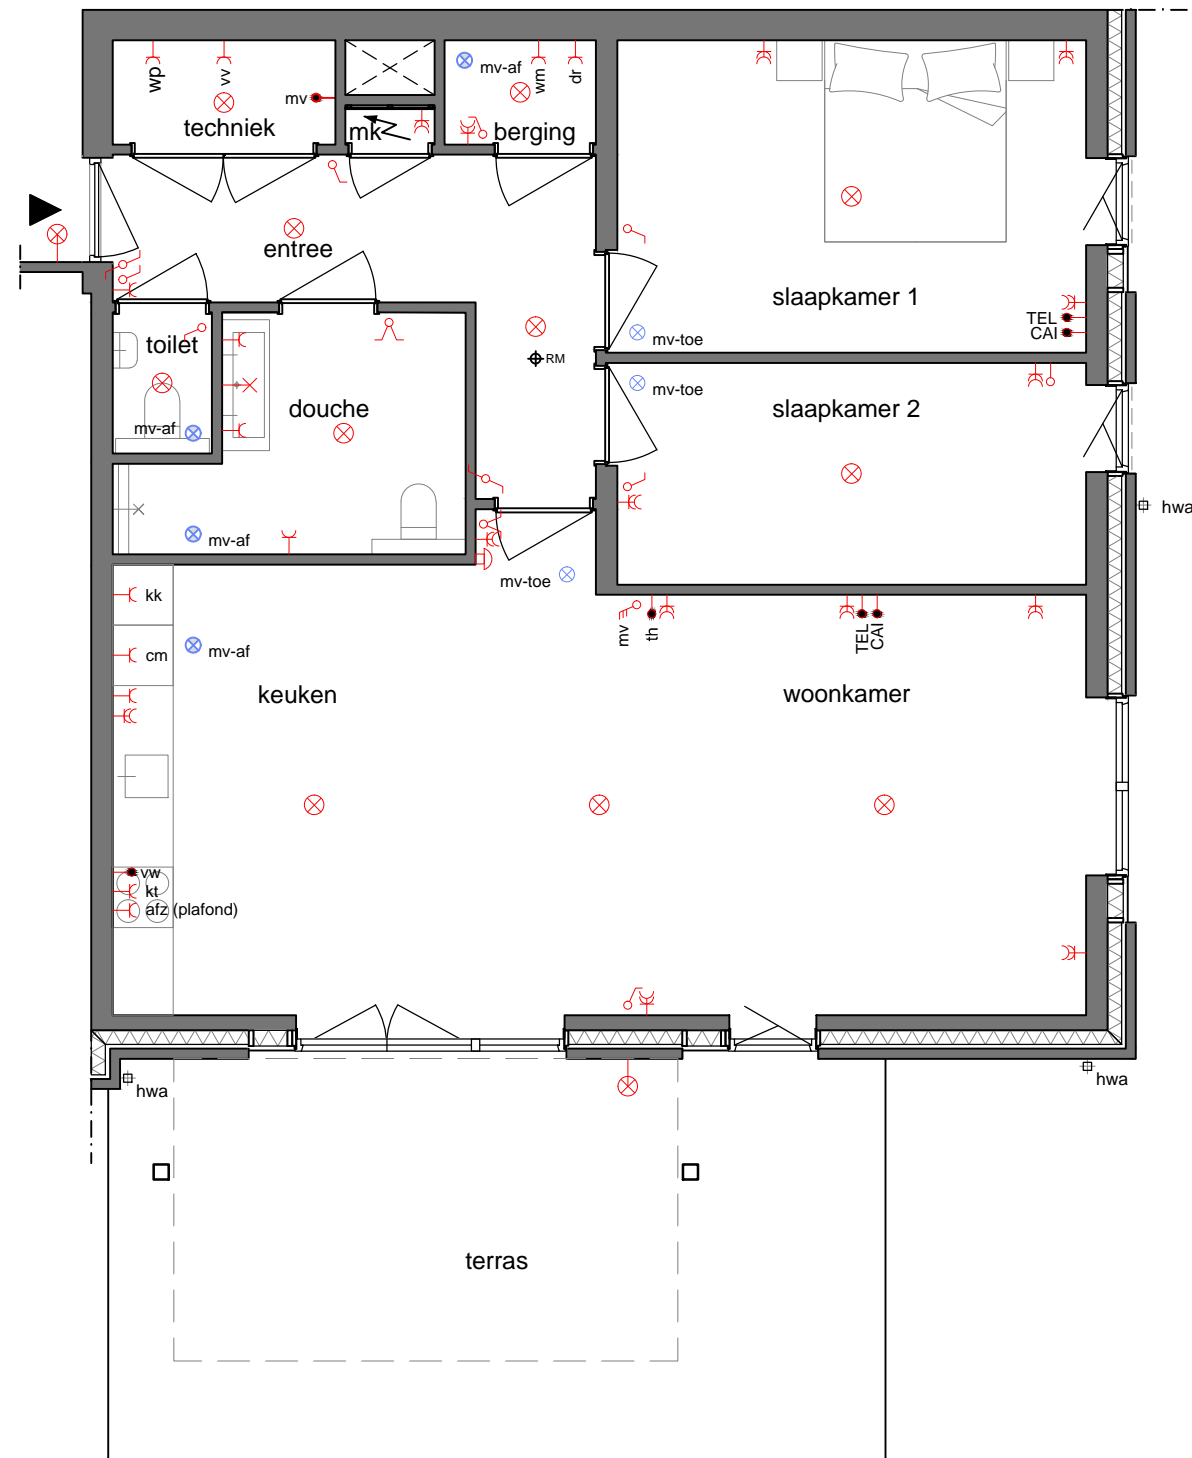 wp
vv
mv
techniek
mk
mv-af
wm
dr
berging
entree
slaapkamer 1
TEL
CAI
mv-toe
RM
toilet
mv-af
douche
mv-toe
slaapkamer 2
hwa
mv-af
mv-toe
kk
cm
mv-af
mv
th
TEL
CAI
keuken
woonkamer
vw
kt
afz (plafond)
hwa
hwa
terras